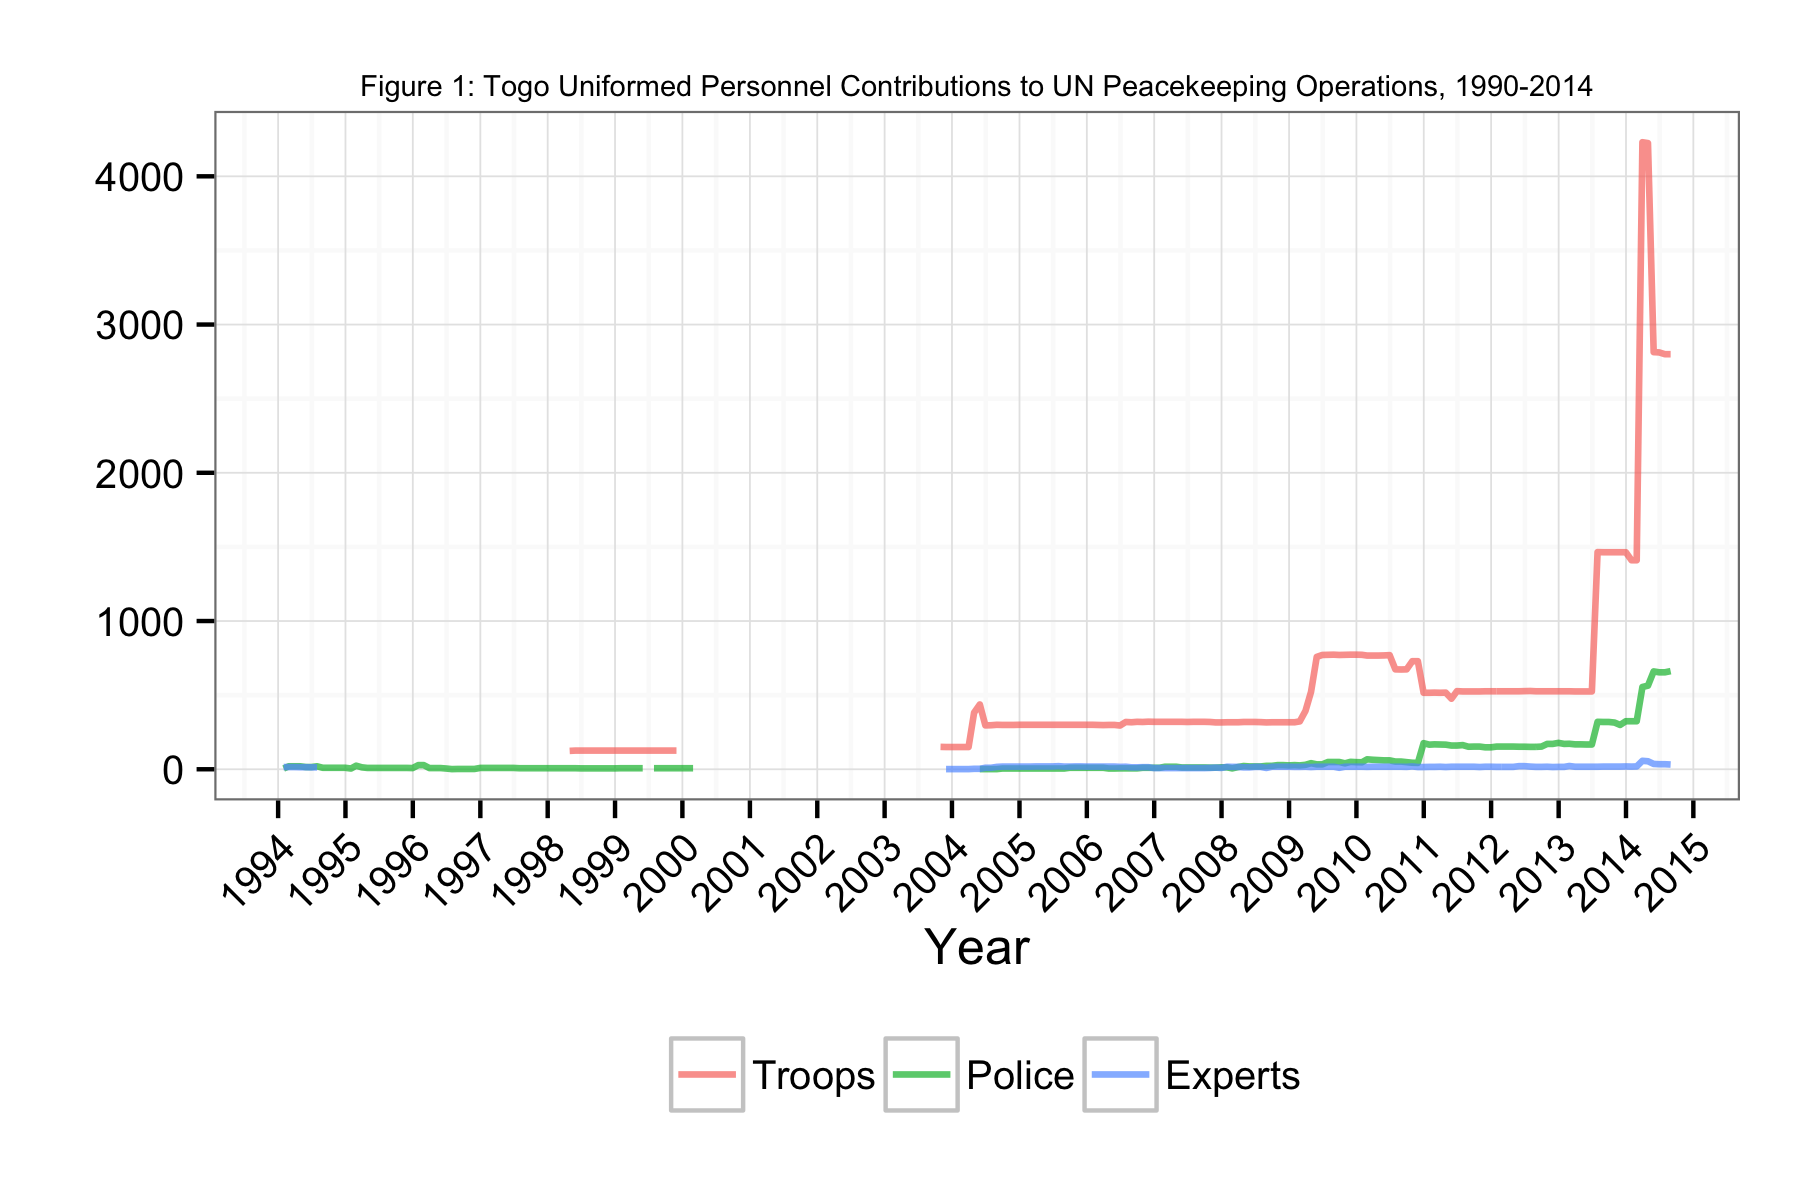 Figure 1: Togo Uniformed Personnel Contributions to UN Peacekeeping Operations, 1990-2014
4000
3000
2000
1000
0
1994 1995 1996 1997 1998 1999 2000 2001 2002 2003 2004 2005 2006 2007 2008 2009 2010 2011 2012 2013 2014 2015
Year
Troops Police Experts